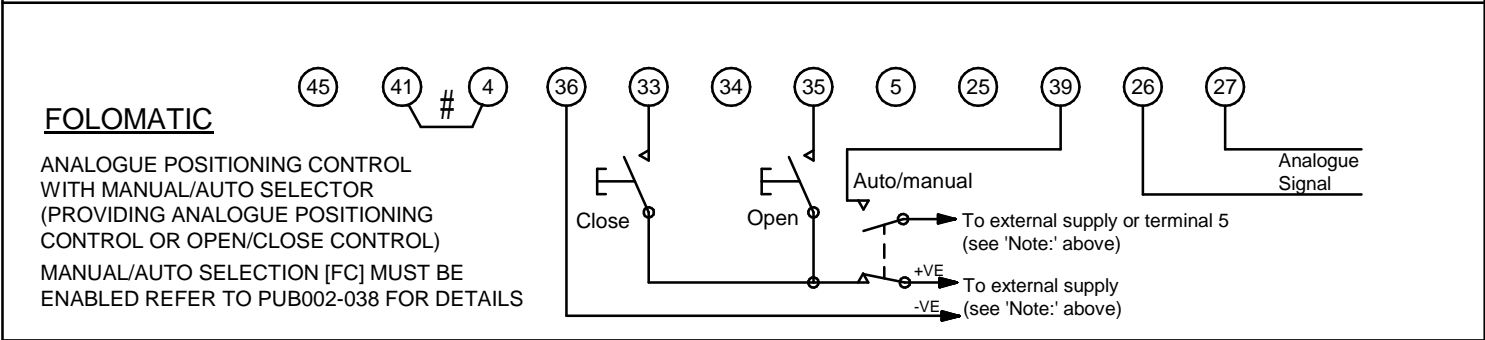 45 41 4 36 33 34 35 5 25 39 26 27
#
FOLOMATIC
ANALOGUE POSITIONING CONTROL
WITH MANUAL/AUTO SELECTOR
(PROVIDING ANALOGUE POSITIONING
CONTROL OR OPEN/CLOSE CONTROL)
MANUAL/AUTO SELECTION [FC] MUST BE
ENABLED REFER TO PUB002-038 FOR DETAILS
Close
Open
Auto/manual
Analogue
Signal
To external supply or terminal 5
(see 'Note:' above)
+VE
To external supply
-VE
(see 'Note:' above)